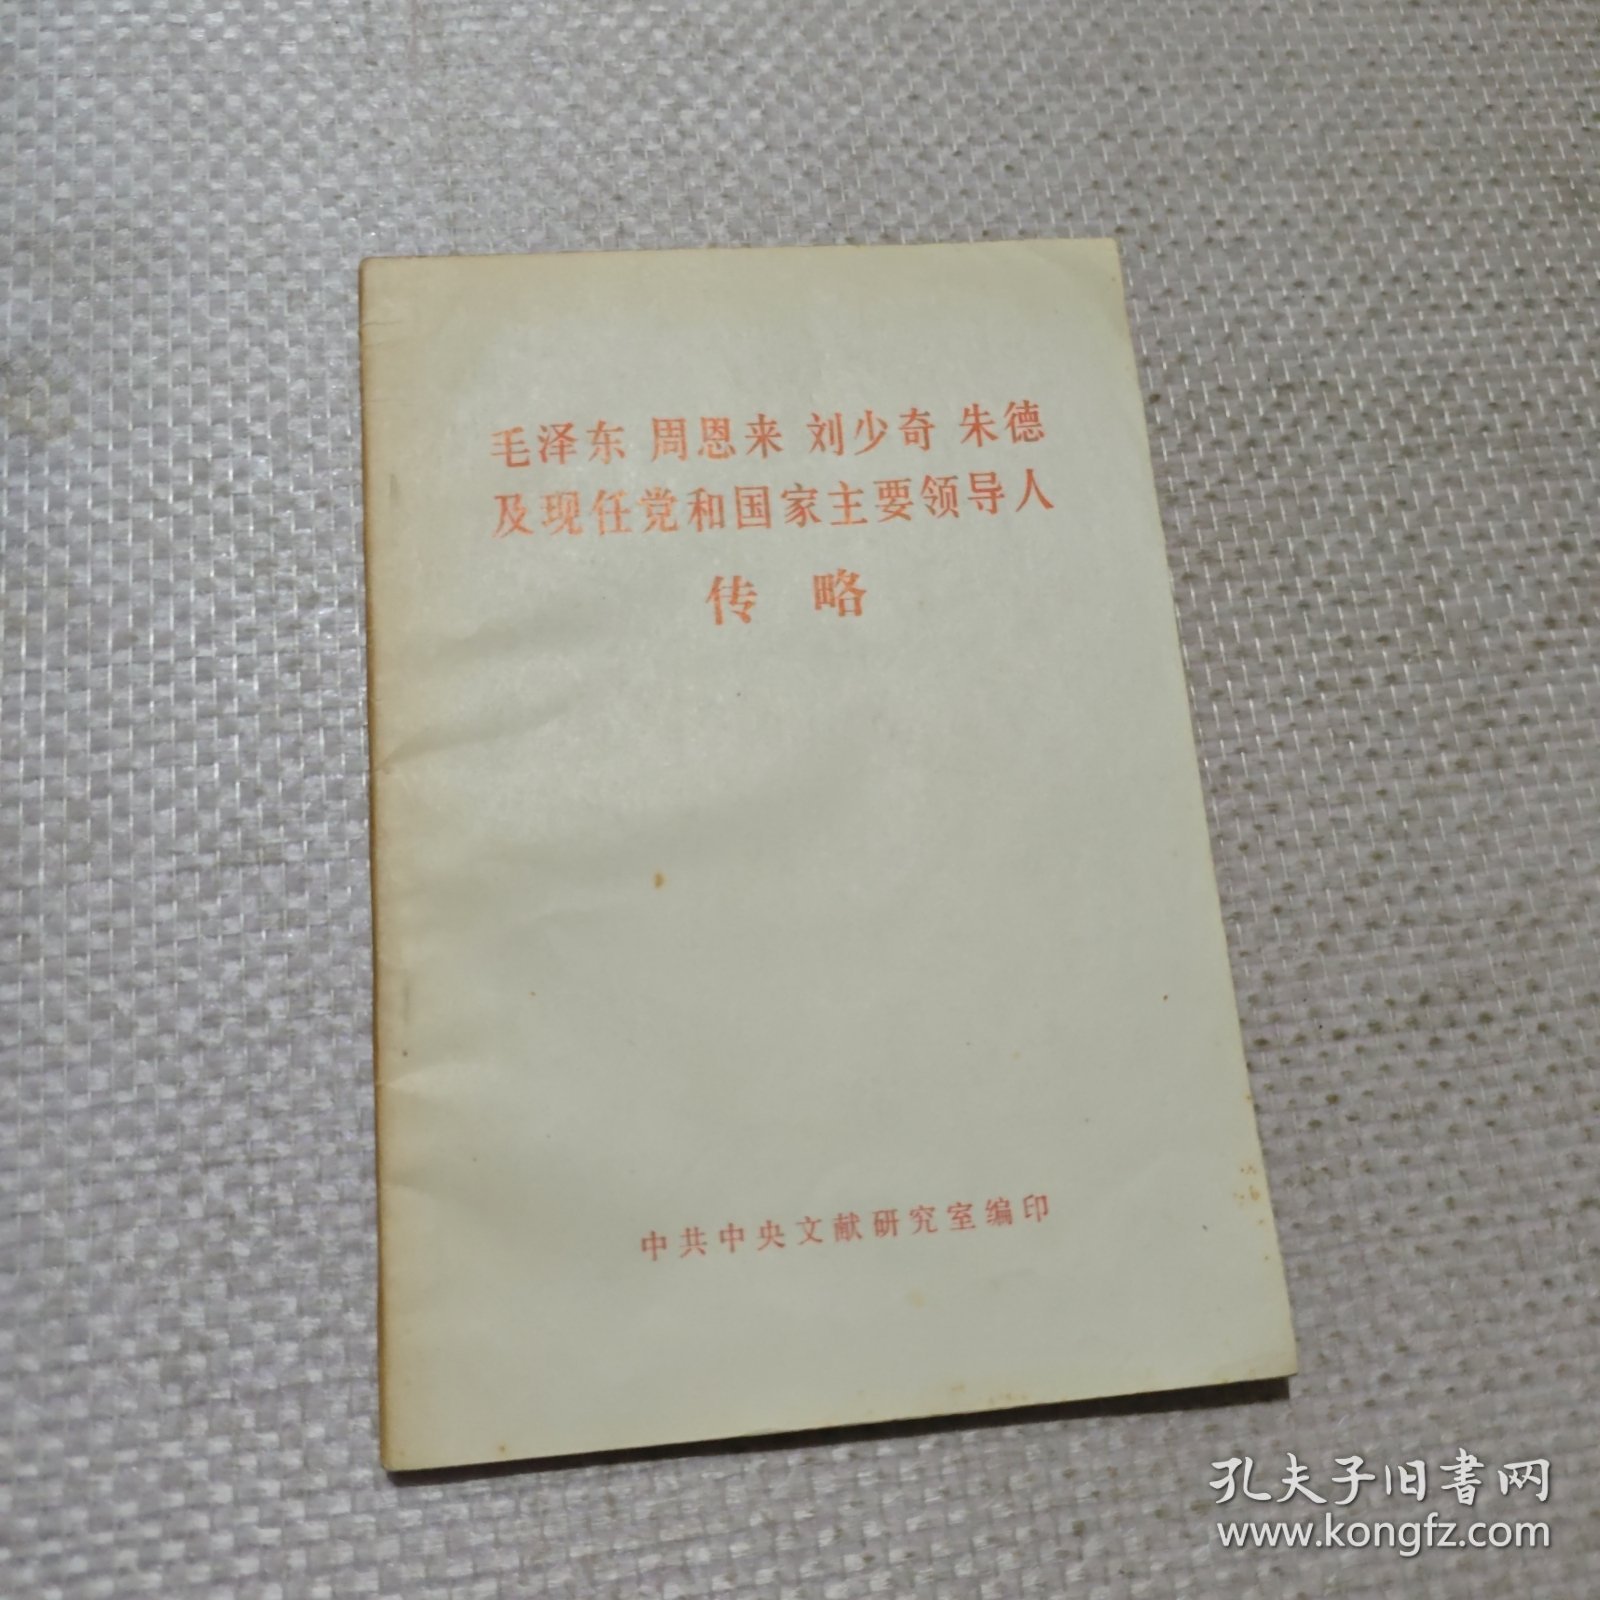 毛泽东 周恩来 刘少奇 朱德
及现任党和国家主要领导人
传 略
中共中央文献研究室编印
孔夫子旧书网
www.kongfz.com